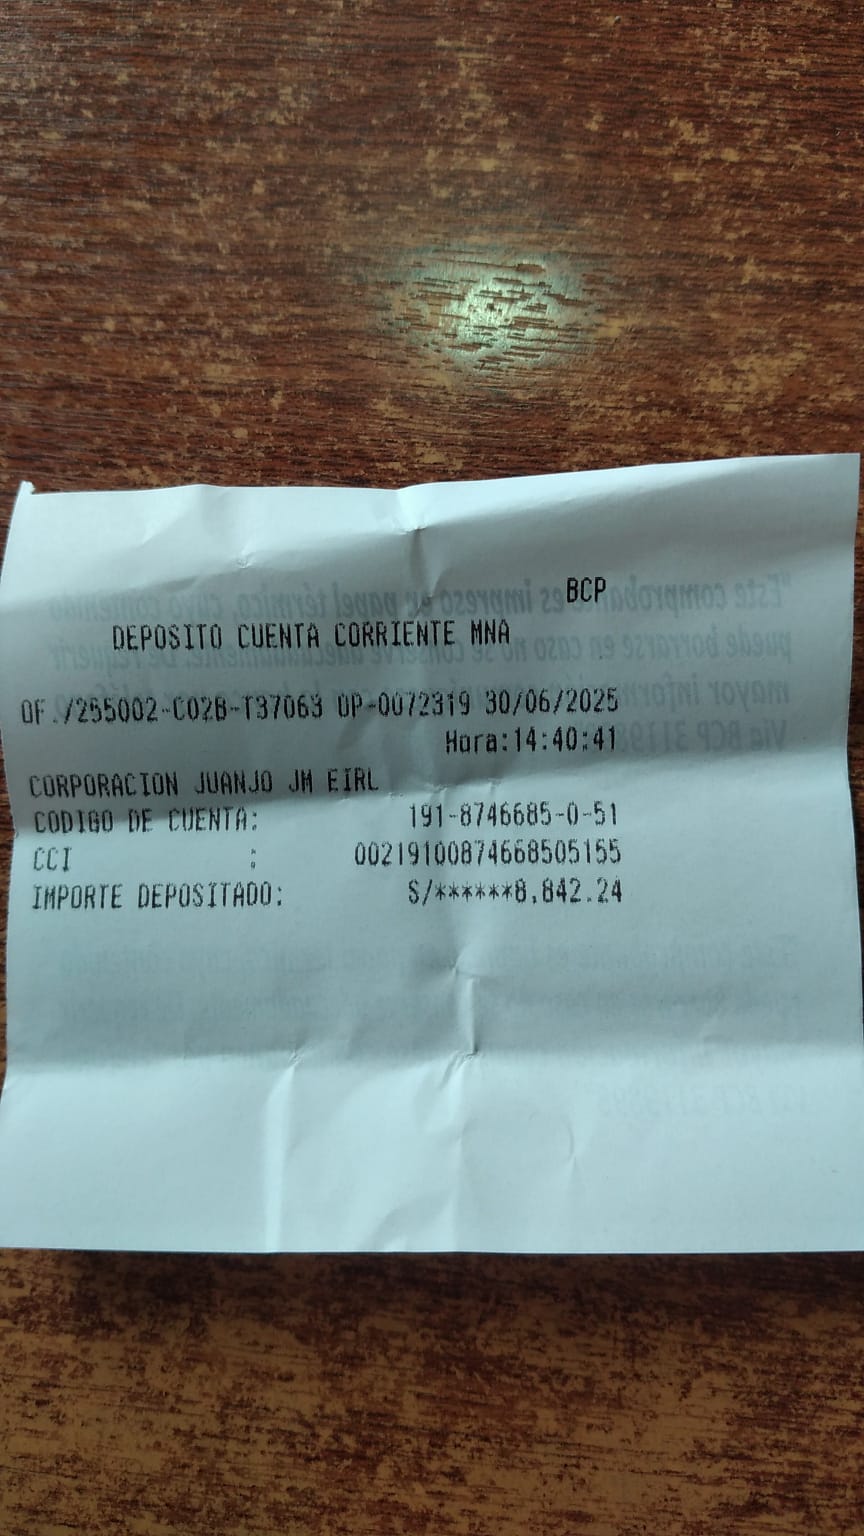 BCP
DEPOSITO CUENTA CORRIENTE MNA
OF./255002-C02B-T37063 OP-0072319 30/06/2025
Hora:14:40:41
CORPORACION JUANJO JM EIRL
CODIGO DE CUENTA: 191-8746685-0-51
CCI : 00219100874668505155
IMPORTE DEPOSITADO: S/******8,842.24